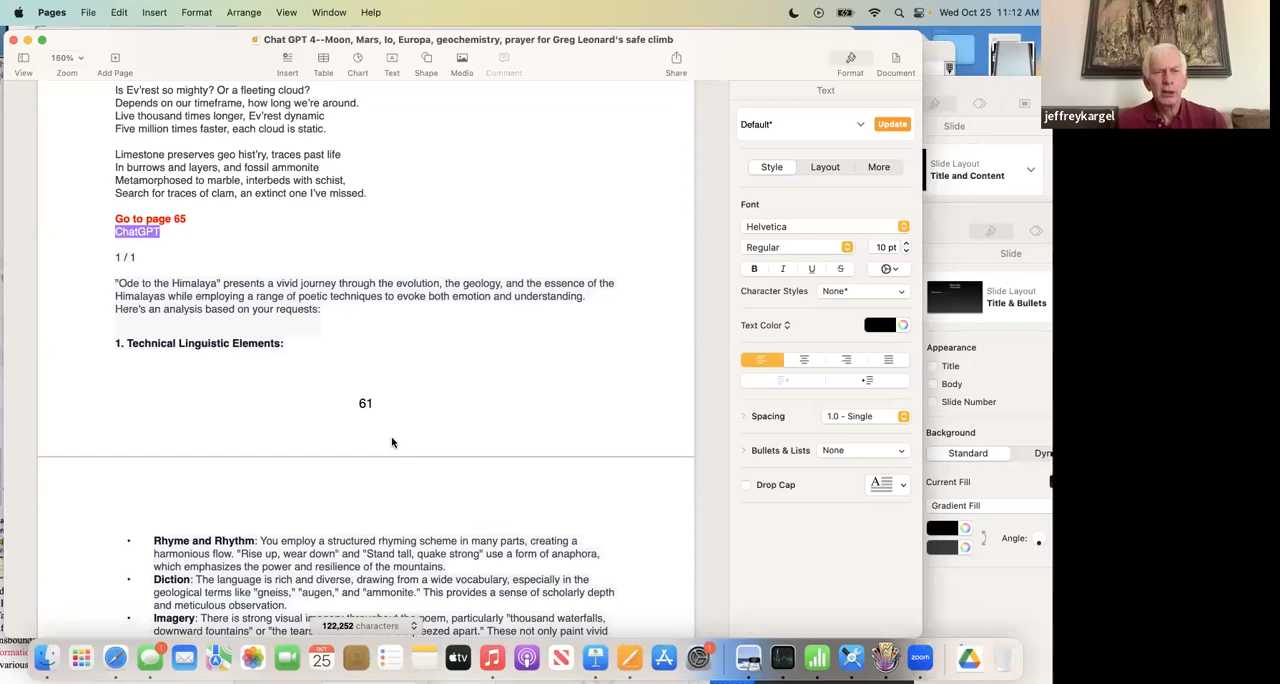 Pages File Edit Insert Format Arrange View Window Help
Wed Oct 25 11:12 AM
Chat GPT 4--Moon, Mars, Io, Europa, geochemistry, prayer for Greg Leonard's safe climb
150%
View Zoom Add Page Insert Table Chart Text Shape Media Comment Share Format Document
jeffreykargel
Is Ev'rest so mighty? Or a fleeting cloud?
Depends on our timeframe, how long we're around.
Live thousand times longer, Ev'rest dynamic
Five million times faster, each cloud is static.
Limestone preserves geo hist'ry, traces past life
In burrows and layers, and fossil ammonite
Metamorphosed to marble, interbeds with schist,
Search for traces of clam, an extinct one I've missed.
Go to page 65
ChatGPT
1 / 1
"Ode to the Himalaya" presents a vivid journey through the evolution, the geology, and the essence of the
Himalayas while employing a range of poetic techniques to evoke both emotion and understanding.
Here's an analysis based on your requests:
1. Technical Linguistic Elements:
61
• Rhyme and Rhythm: You employ a structured rhyming scheme in many parts, creating a
harmonious flow. "Rise up, wear down" and "Stand tall, quake strong" use a form of anaphora,
which emphasizes the power and resilience of the mountains.
• Diction: The language is rich and diverse, drawing from a wide vocabulary, especially in the
geological terms like "gneiss," "augen," and "ammonite." This provides a sense of scholarly depth
and meticulous observation.
• Imagery: There is strong visual imagery throughout the poem, particularly "thousand waterfalls,
downward fountains" or "the tears
122,252 characters
eezed apart." These not only paint vivid
Text
Default*
Update
Style Layout More
Font
Helvetica
Regular 10 pt
B I U S
Character Styles None*
Text Color
Spacing 1.0 - Single
Bullets & Lists None
Drop Cap
A
Slide
Slide Layout
Title and Content
Slide
Slide Layout
Title & Bullets
Appearance
Title
Body
Slide Number
Background
Standard Dyn
Current Fill
Gradient Fill
Angle:
OCT
25
tv
zoom